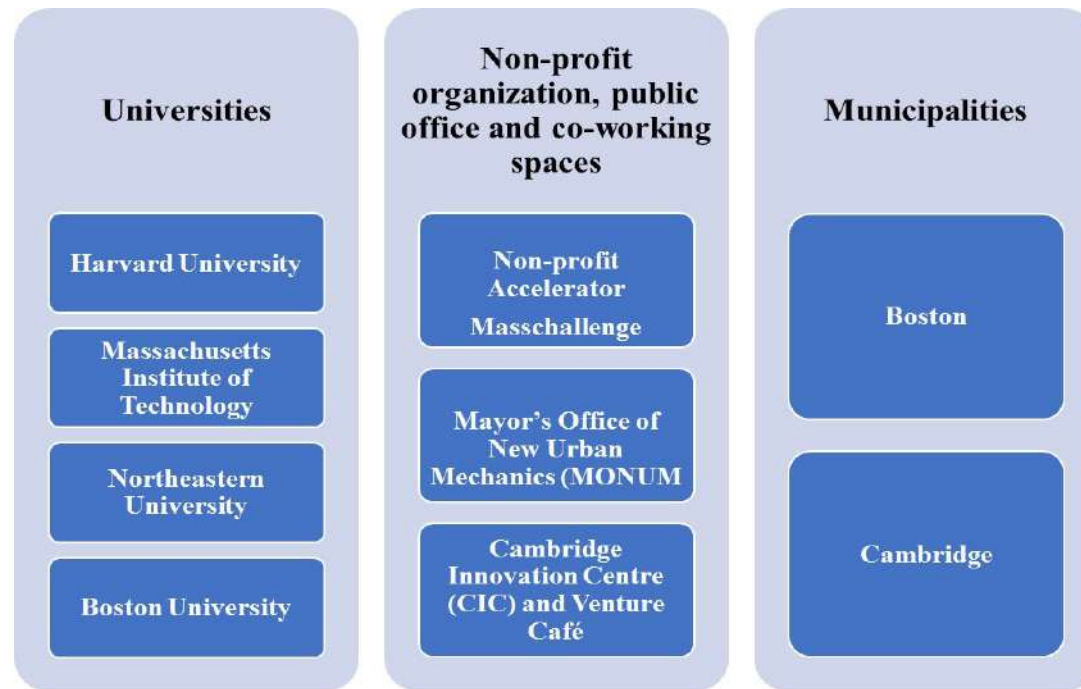 Universities
Harvard University
Massachusetts
Institute of
Technology
Northeastern
University
Boston University
Non-profit
organization, public
office and co-working
spaces
Non-profit
Accelerator
Masschallenge
Mayor’s Office of
New Urban
Mechanics (MONUM
Cambridge
Innovation Centre
(CIC) and Venture
Café
Municipalities
Boston
Cambridge